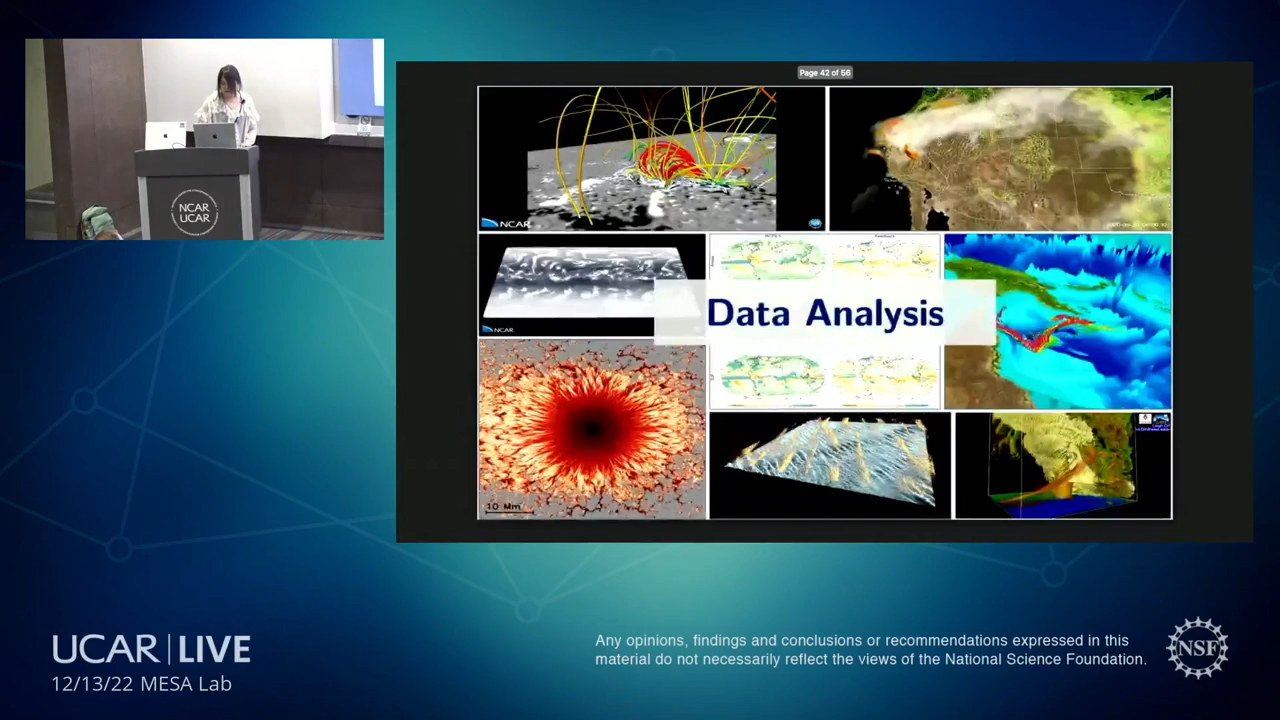 NCAR
UCAR
Page 42 of 56
NCAR
NCAR
Data Analysis
10 Mm
UCAR | LIVE
12/13/22 MESA Lab
Any opinions, findings and conclusions or recommendations expressed in this
material do not necessarily reflect the views of the National Science Foundation.
NSF